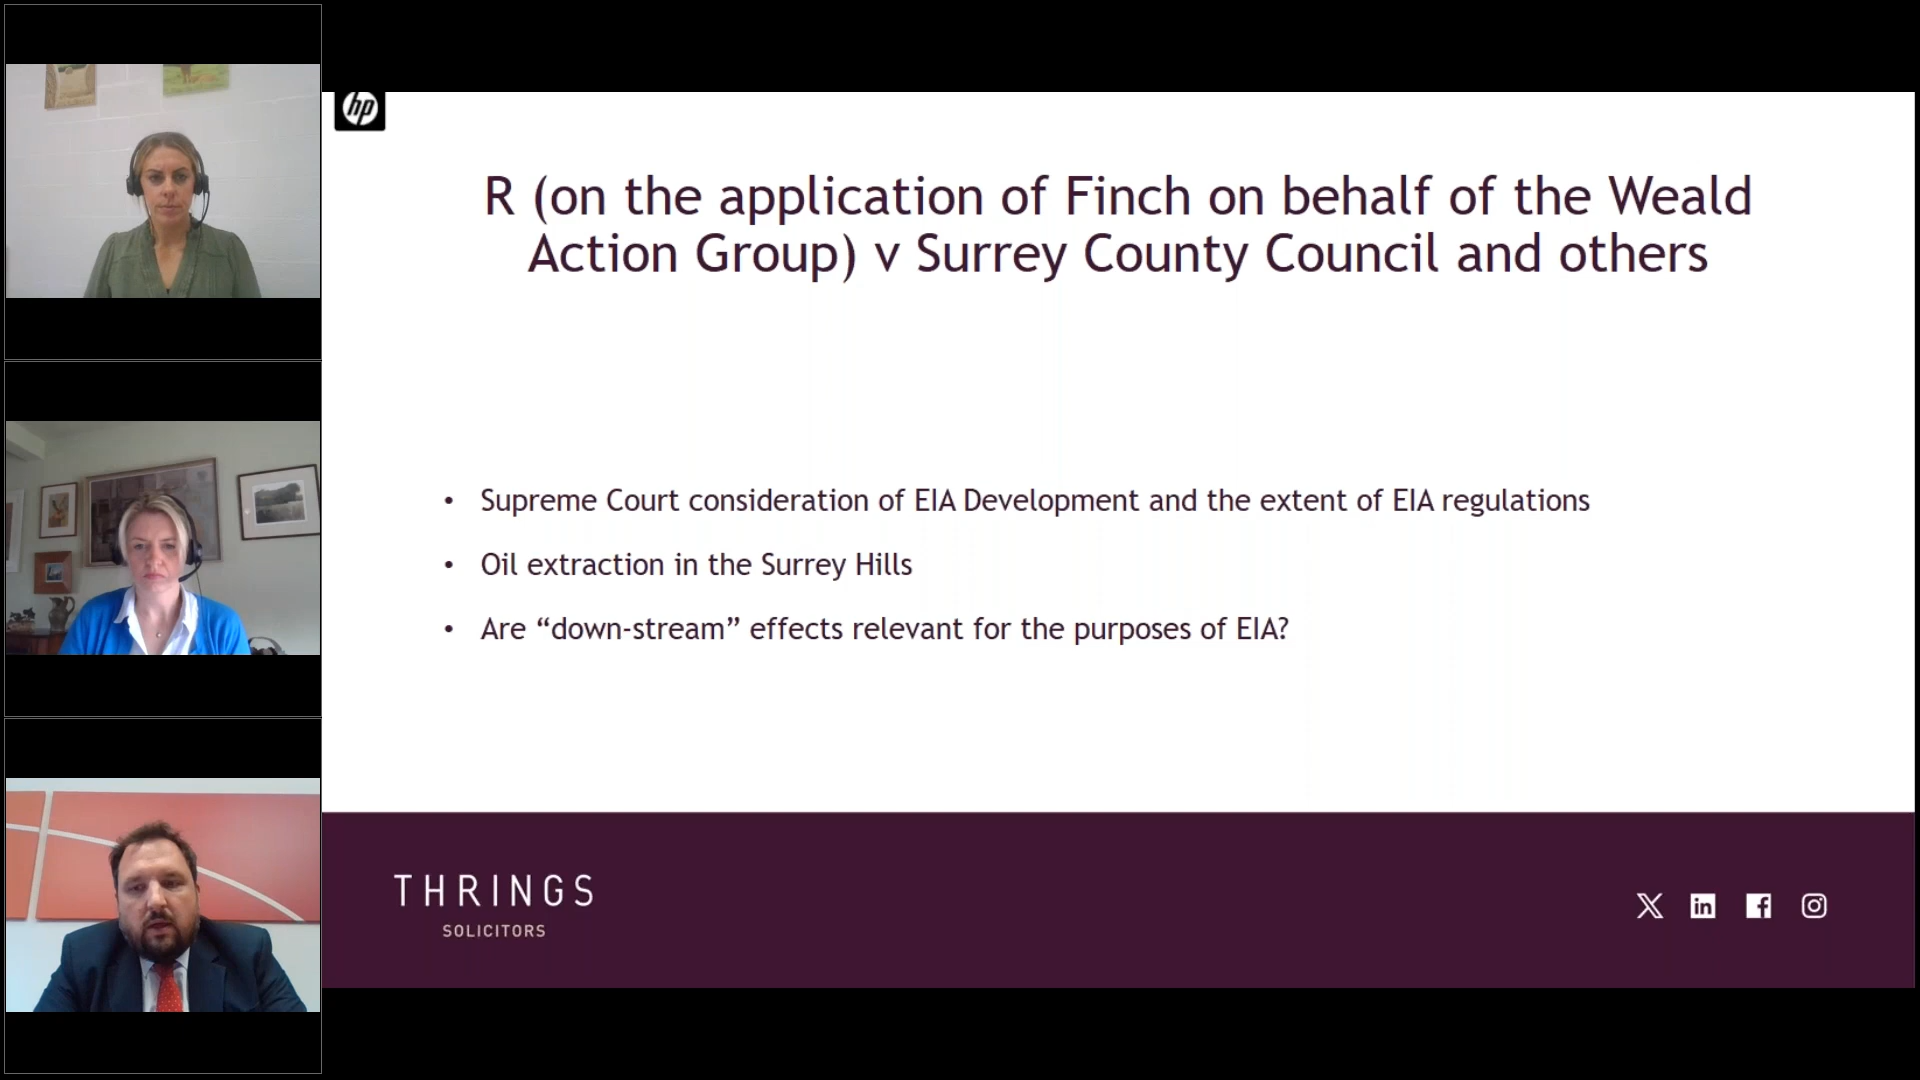 hp
R (on the application of Finch on behalf of the Weald
Action Group) v Surrey County Council and others
• Supreme Court consideration of EIA Development and the extent of EIA regulations
• Oil extraction in the Surrey Hills
• Are “down-stream” effects relevant for the purposes of EIA?
THRINGS
SOLICITORS